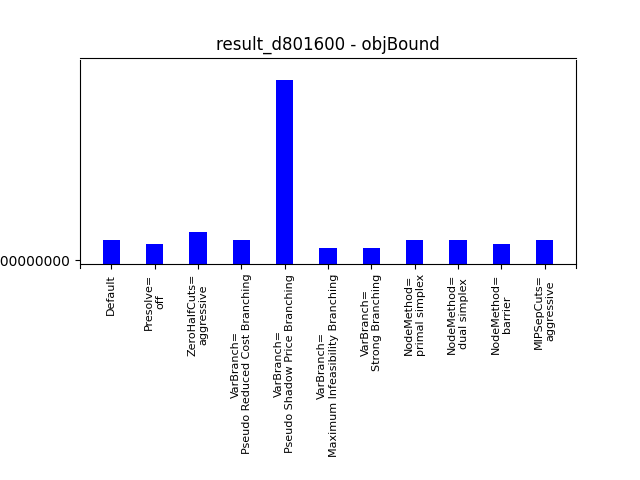 result_d801600 - objBound
00000000
Default
Presolve=
off
ZeroHalfCuts=
aggressive
VarBranch=
Pseudo Reduced Cost Branching
VarBranch=
Pseudo Shadow Price Branching
VarBranch=
Maximum Infeasibility Branching
VarBranch=
Strong Branching
NodeMethod=
primal simplex
NodeMethod=
dual simplex
NodeMethod=
barrier
MIPSepCuts=
aggressive